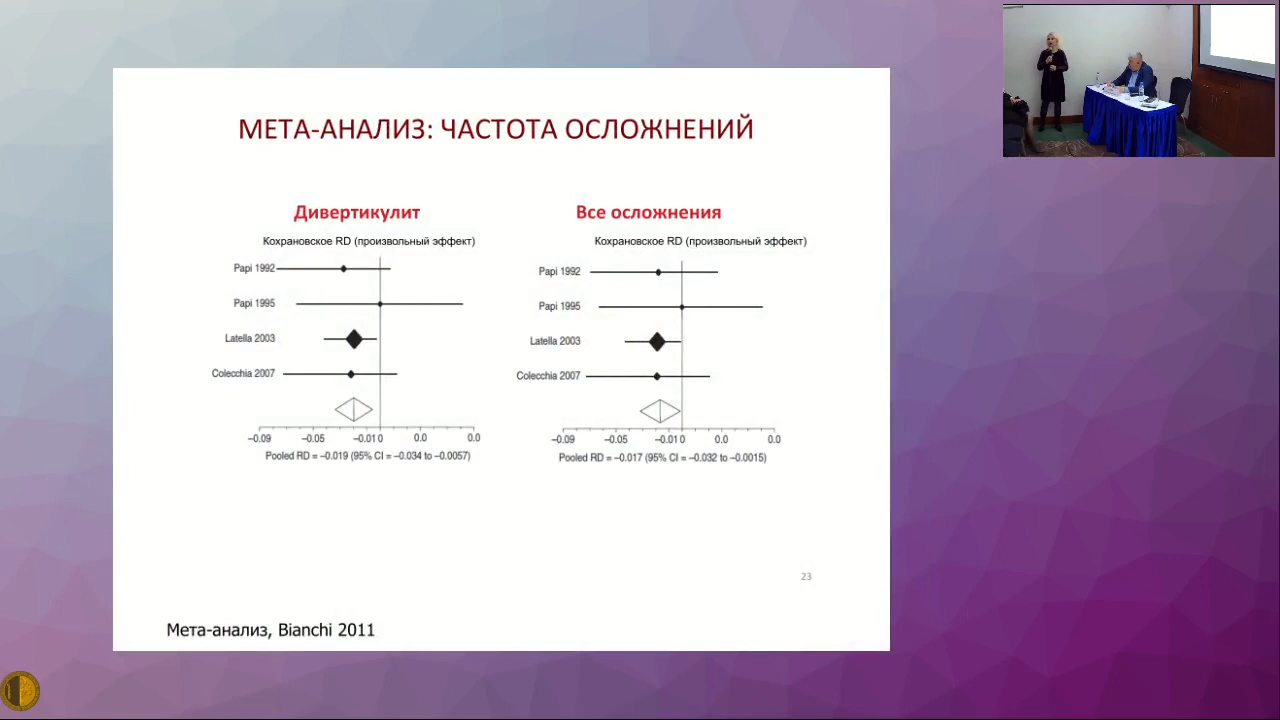 МЕТА-АНАЛИЗ: ЧАСТОТА ОСЛОЖНЕНИЙ
Дивертикулит
Кохрановское RD (произвольный эффект)
Papi 1992
Papi 1995
Latella 2003
Colecchia 2007
–0.09 –0.05 –0.01 0 0.0 0.0
Pooled RD = –0.019 (95% CI = –0.034 to –0.0057)
Все осложнения
Кохрановское RD (произвольный эффект)
Papi 1992
Papi 1995
Latella 2003
Colecchia 2007
–0.09 –0.05 –0.01 0 0.0 0.0
Pooled RD = –0.017 (95% CI = –0.032 to –0.0015)
23
Мета-анализ, Bianchi 2011